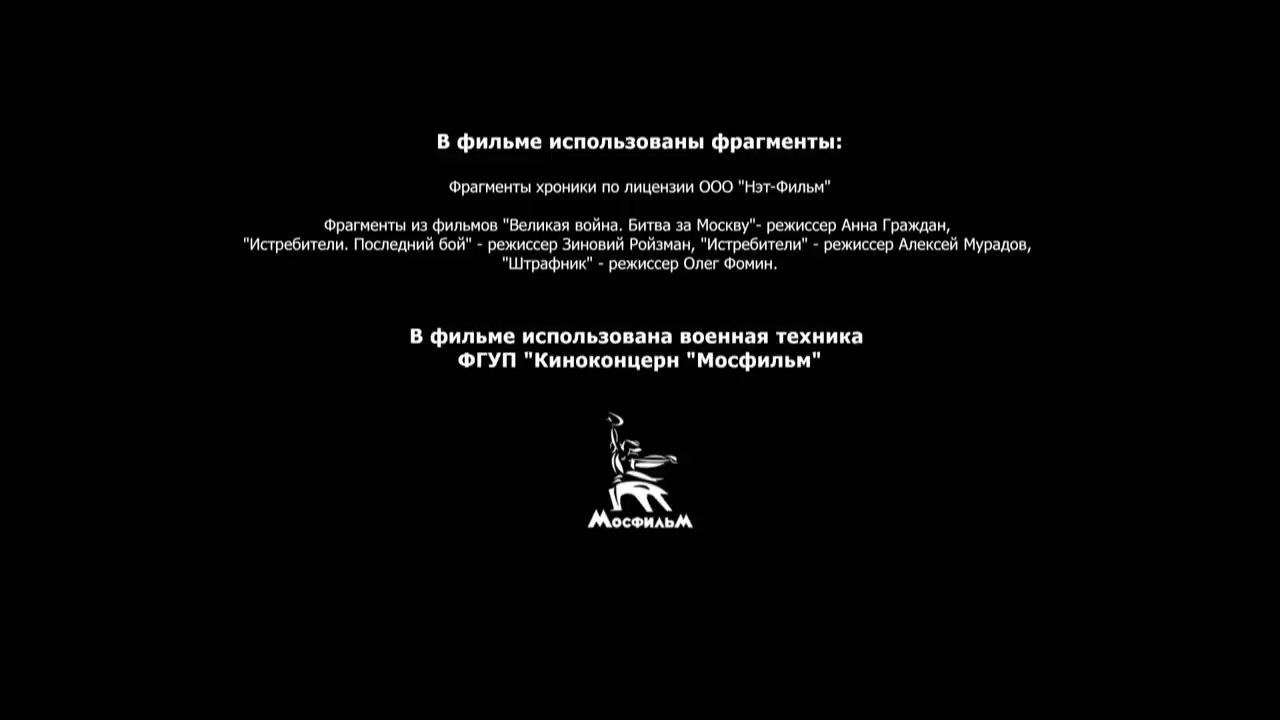 В фильме использованы фрагменты:
Фрагменты хроники по лицензии ООО "Нэт-Фильм"
Фрагменты из фильмов "Великая война. Битва за Москву"- режиссер Анна Граждан,
"Истребители. Последний бой" - режиссер Зиновий Ройзман, "Истребители" - режиссер Алексей Мурадов,
"Штрафник" - режиссер Олег Фомин.
В фильме использована военная техника
ФГУП "Киноконцерн "Мосфильм"
Мосфильм